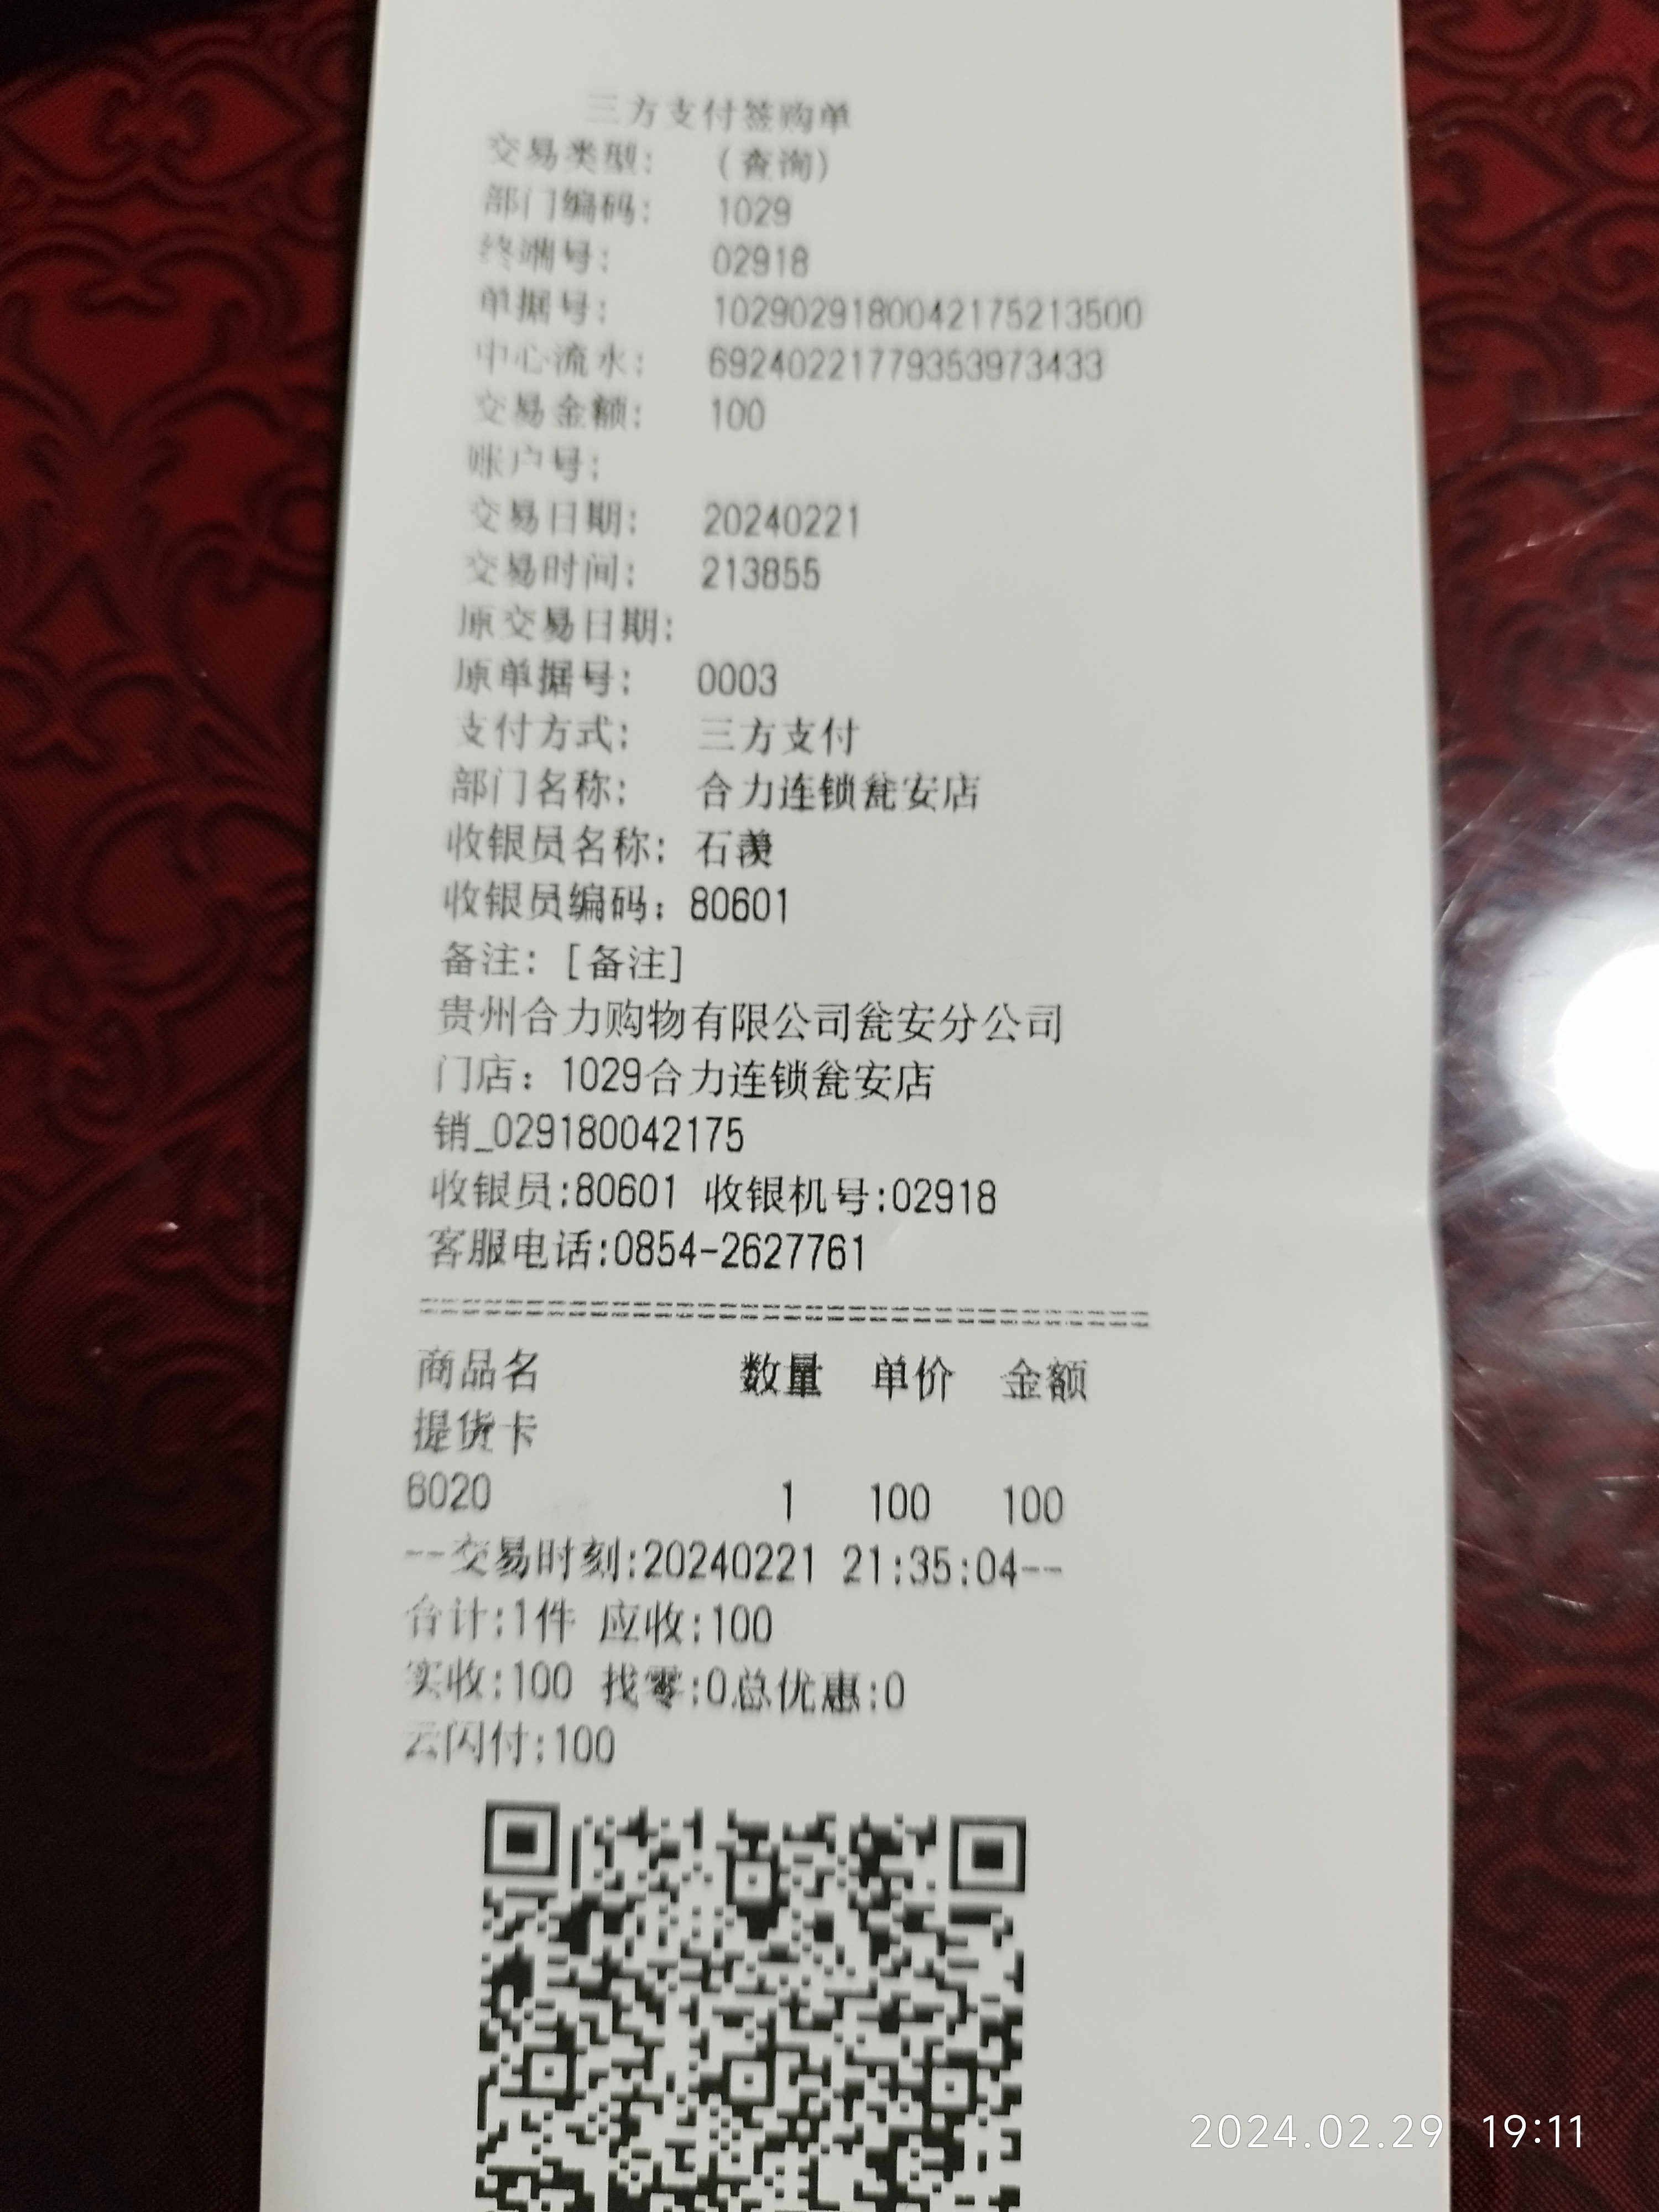 三方支付签购单
交易类型: (查询)
部门编码: 1029
终端号: 02918
单据号: 1029029180042175213500
中心流水: 69240221779353973433
交易金额: 100
账户号:
交易日期: 20240221
交易时间: 213855
原交易日期:
原单据号: 0003
支付方式: 三方支付
部门名称: 合力连锁瓮安店
收银员名称: 石羡
收银员编码: 80601
备注: [备注]
贵州合力购物有限公司瓮安分公司
门店: 1029合力连锁瓮安店
销_029180042175
收银员:80601 收银机号:02918
客服电话:0854-2627761
商品名 数量 单价 金额
提货卡
6020 1 100 100
--交易时刻:20240221 21:35:04--
合计:1件 应收:100
实收:100 找零:0总优惠:0
云闪付:100
2024.02.29 19:11